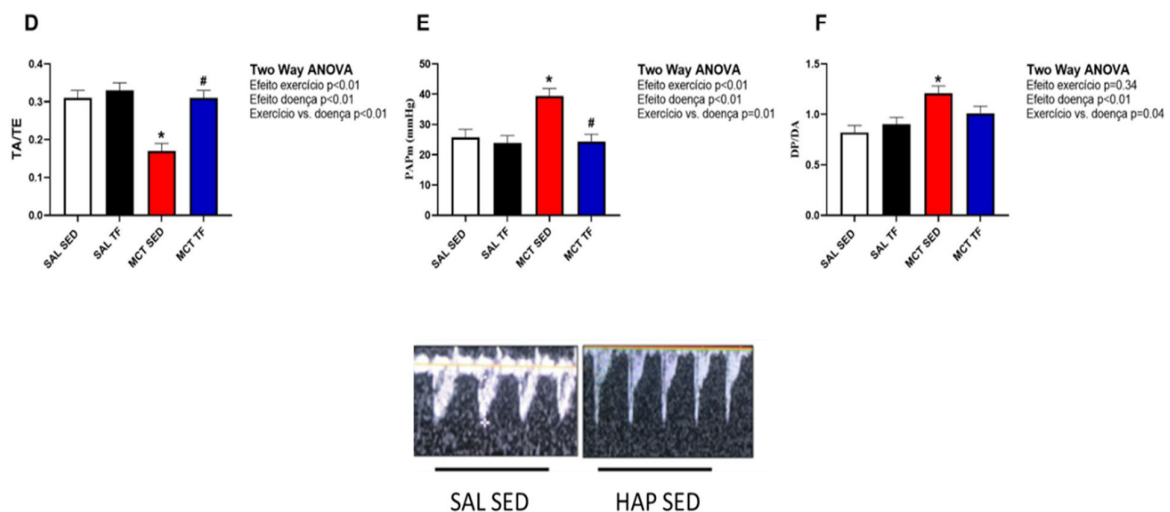 D
0.4
0.3
0.2
0.1
0.0
TA/TE
*
#
SAL SED
SAL TF
MCT SED
MCT TF
Two Way ANOVA
Efeito exercício p<0.01
Efeito doença p<0.01
Exercício vs. doença p<0.01
E
50
40
30
20
10
0
PAPm (mmHg)
*
#
SAL SED
SAL TF
MCT SED
MCT TF
Two Way ANOVA
Efeito exercício p<0.01
Efeito doença p<0.01
Exercício vs. doença p=0.01
F
1.5
1.0
0.5
0.0
DP/DA
*
SAL SED
SAL TF
MCT SED
MCT TF
Two Way ANOVA
Efeito exercício p=0.34
Efeito doença p<0.01
Exercício vs. doença p=0.04
SAL SED
HAP SED